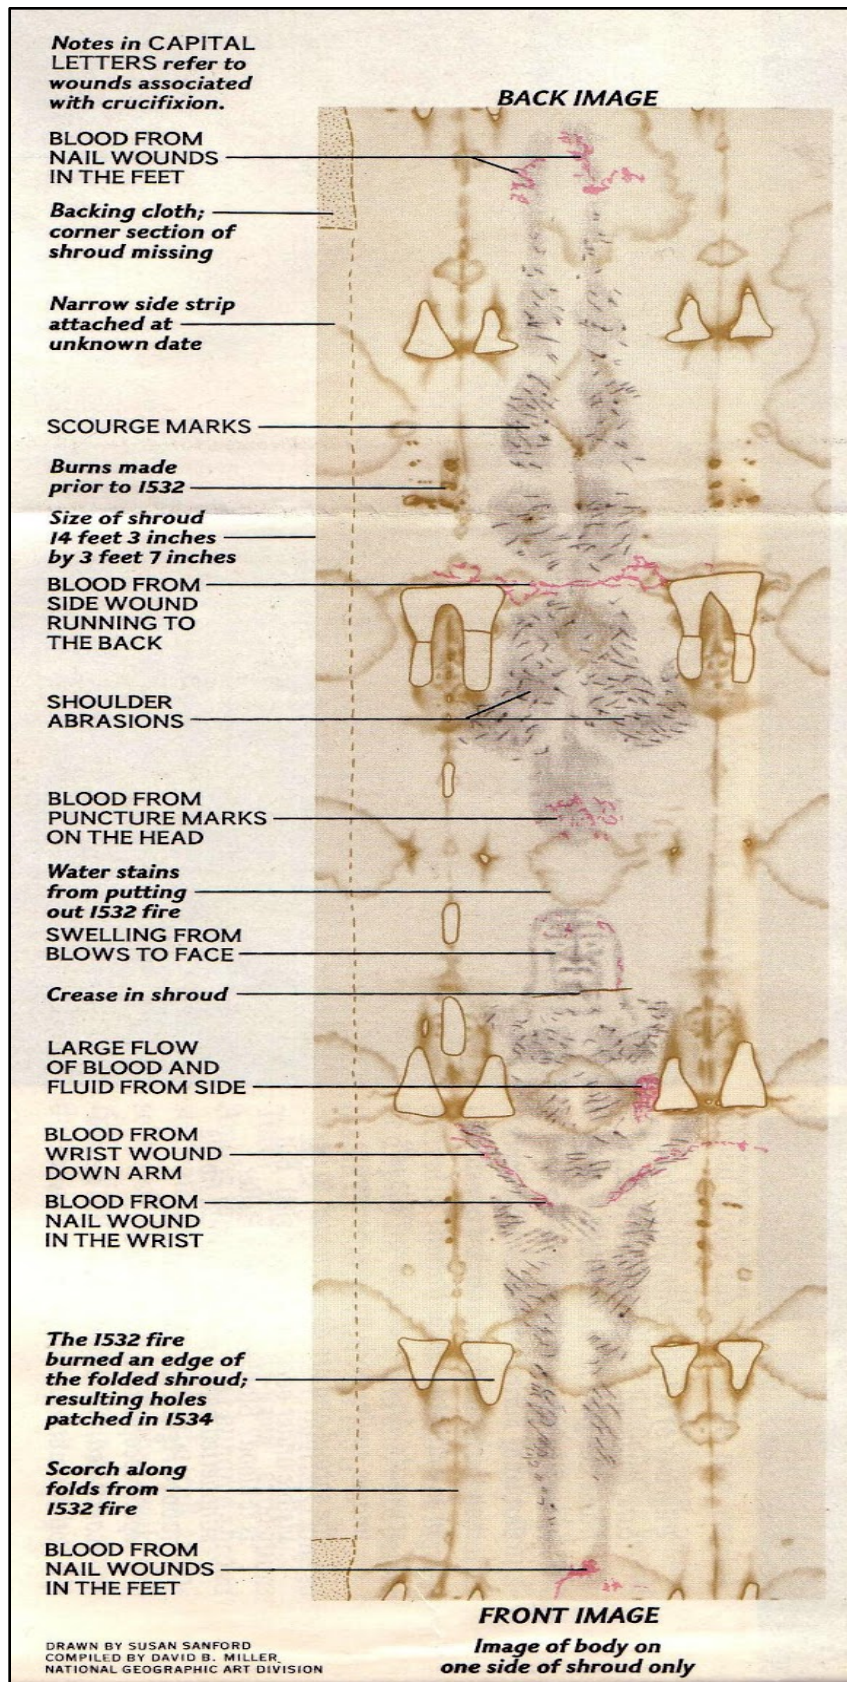 Notes in CAPITAL
LETTERS refer to
wounds associated
with crucifixion.
BACK IMAGE
BLOOD FROM
NAIL WOUNDS
IN THE FEET
Backing cloth;
corner section of
shroud missing
Narrow side strip
attached at
unknown date
SCOURGE MARKS
Burns made
prior to 1532
Size of shroud
14 feet 3 inches
by 3 feet 7 inches
BLOOD FROM
SIDE WOUND
RUNNING TO
THE BACK
SHOULDER
ABRASIONS
BLOOD FROM
PUNCTURE MARKS
ON THE HEAD
Water stains
from putting
out 1532 fire
SWELLING FROM
BLOWS TO FACE
Crease in shroud
LARGE FLOW
OF BLOOD AND
FLUID FROM SIDE
BLOOD FROM
WRIST WOUND
DOWN ARM
BLOOD FROM
NAIL WOUND
IN THE WRIST
The 1532 fire
burned an edge of
the folded shroud;
resulting holes
patched in 1534
Scorch along
folds from
1532 fire
BLOOD FROM
NAIL WOUNDS
IN THE FEET
FRONT IMAGE
Image of body on
one side of shroud only
DRAWN BY SUSAN SANFORD
COMPILED BY DAVID B. MILLER
NATIONAL GEOGRAPHIC ART DIVISION